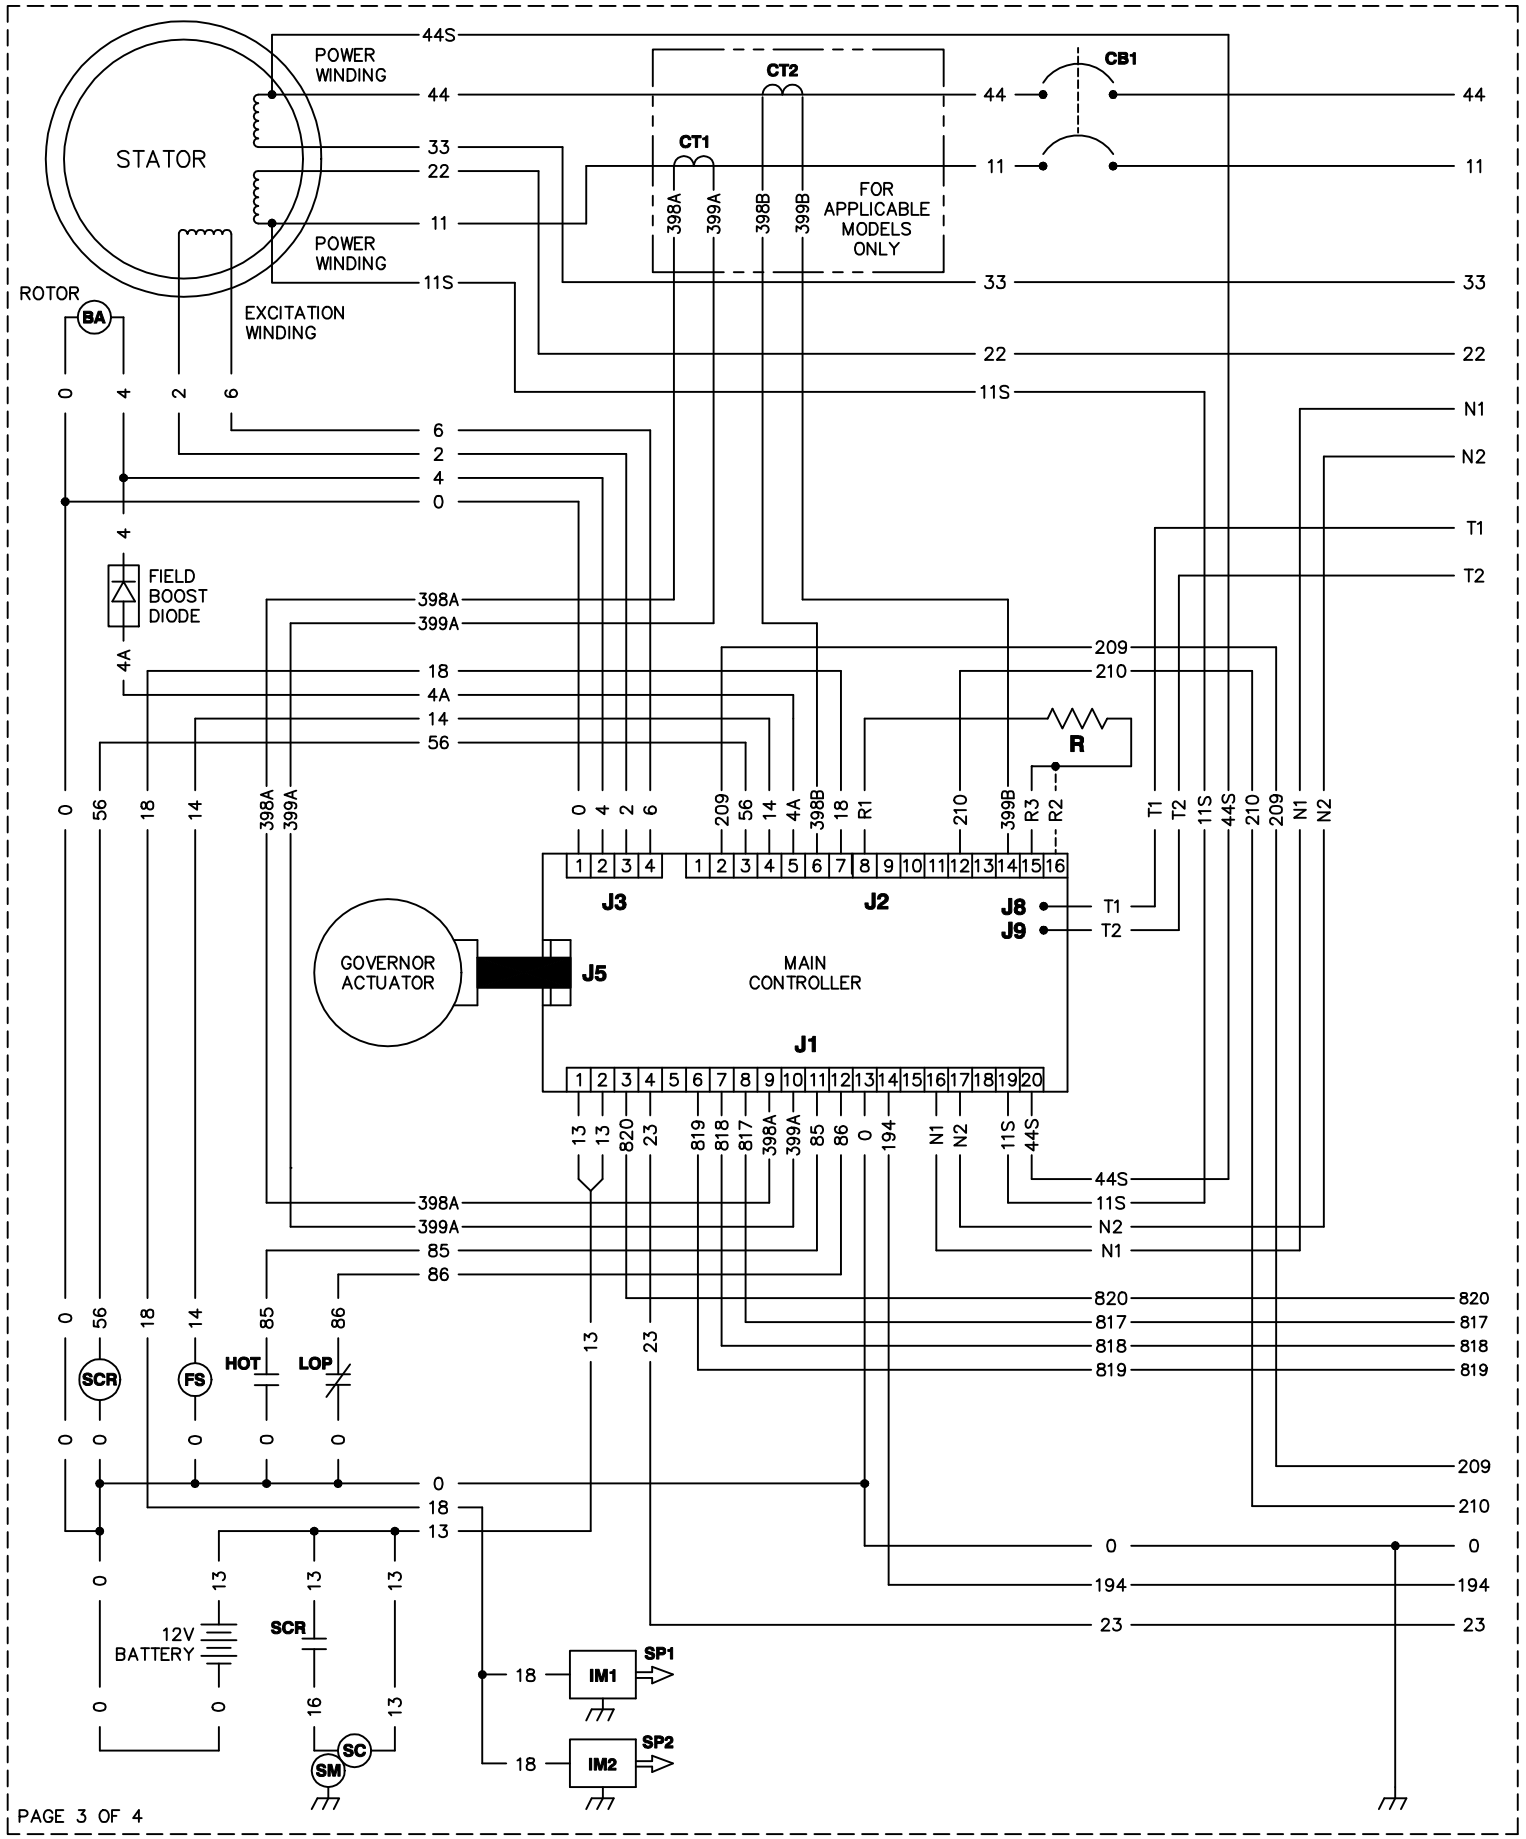 44S
POWER
WINDING
CT2
CB1
44
44
44
STATOR
33
CT1
22
11
11
FOR
APPLICABLE
MODELS
ONLY
398A
399A
398B
399B
11
POWER
WINDING
11S
33
33
ROTOR
BA
EXCITATION
WINDING
22
22
0
4
2
6
11S
N1
6
2
N2
4
0
4
T1
FIELD
BOOST
DIODE
T2
398A
399A
209
4A
18
210
4A
14
R
56
0
56
18
14
398A
399A
0
4
2
6
209
56
14
4A
398B
18
R1
210
399B
R3
R2
T1
T2
11S
44S
210
209
N1
N2
1
2
3
4
1
2
3
4
5
6
7
8
9
10
11
12
13
14
15
16
J3
J2
J8
T1
J9
T2
GOVERNOR
ACTUATOR
J5
MAIN
CONTROLLER
J1
1
2
3
4
5
6
7
8
9
10
11
12
13
14
15
16
17
18
19
20
13
13
820
23
819
818
817
398A
399A
85
86
0
194
N1
N2
11S
44S
44S
398A
11S
399A
N2
85
N1
86
820
820
0
56
18
14
85
86
13
23
817
817
818
818
HOT
LOP
819
819
SCR
FS
0
0
0
0
0
209
0
18
210
13
0
0
0
13
13
13
194
194
12V
BATTERY
SCR
23
23
SP1
18
IM1
0
0
16
13
SC
SM
SP2
18
IM2
PAGE 3 OF 4